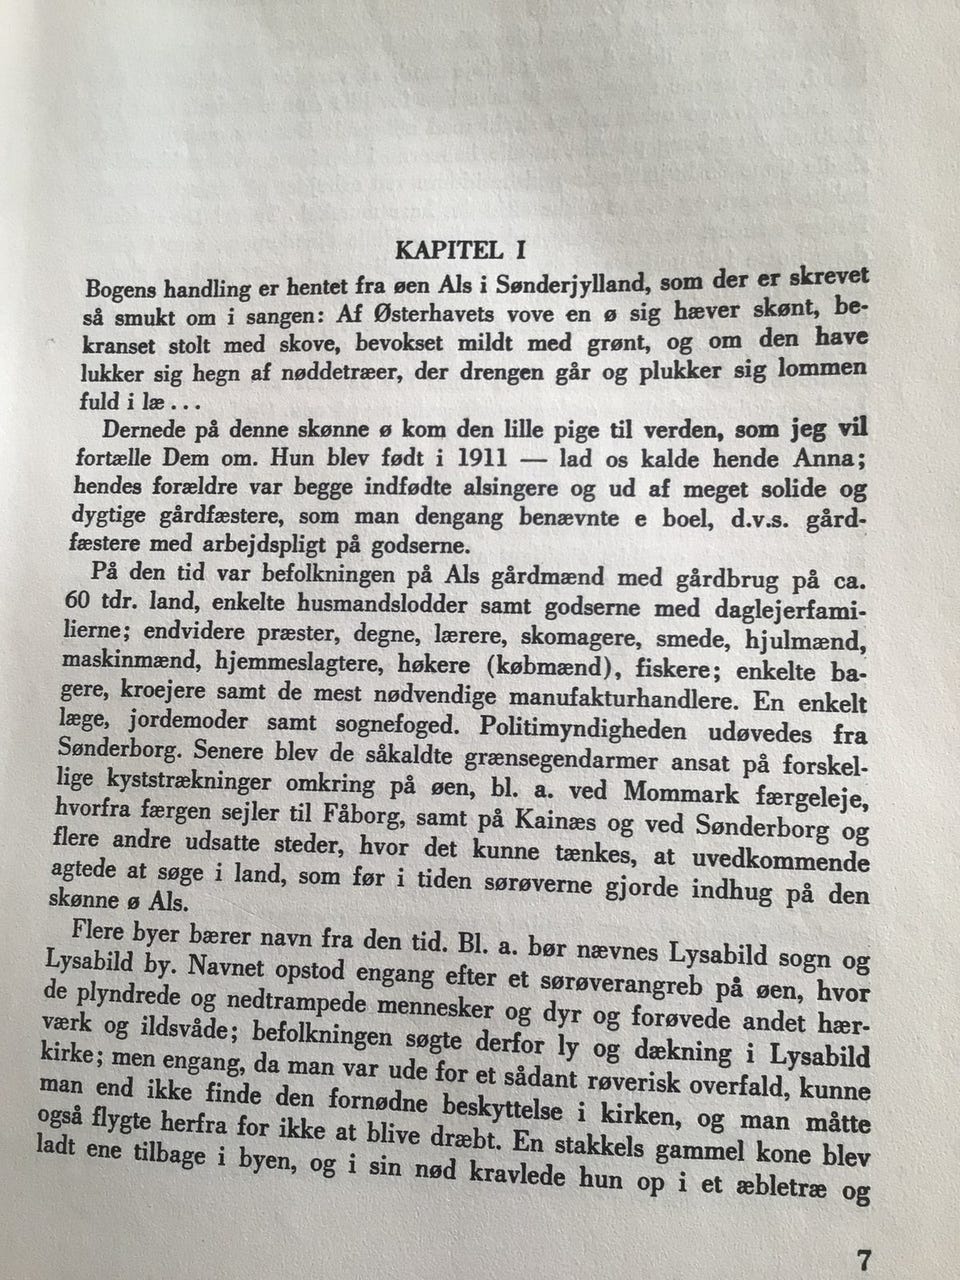 KAPITEL I
Bogens handling er hentet fra øen Als i Sønderjylland, som der er skrevet
så smukt om i sangen: Af Østerhavets vove en ø sig hæver skønt, be-
kranset stolt med skove, bevokset mildt med grønt, og om den have
lukker sig hegn af nøddetræer, der drengen går og plukker sig lommen
fuld i læ...
Dernede på denne skønne ø kom den lille pige til verden, som jeg vil
fortælle Dem om. Hun blev født i 1911 — lad os kalde hende Anna;
hendes forældre var begge indfødte alsingere og ud af meget solide og
dygtige gårdfæstere, som man dengang benævnte e boel, d.v.s. gård-
fæstere med arbejdspligt på godserne.
På den tid var befolkningen på Als gårdmænd med gårdbrug på ca.
60 tdr. land, enkelte husmandslodder samt godserne med daglejerfami-
lierne; endvidere præster, degne, lærere, skomagere, smede, hjulmænd,
maskinmænd, hjemmeslagtere, høkere (købmænd), fiskere; enkelte ba-
gere, kroejere samt de mest nødvendige manufakturhandlere. En enkelt
læge, jordemoder samt sognefoged. Politimyndigheden udøvedes fra
Sønderborg. Senere blev de såkaldte grænsegendarmer ansat på forskel-
lige kyststrækninger omkring på øen, bl. a. ved Mommark færgeleje,
hvorfra færgen sejler til Fåborg, samt på Kainæs og ved Sønderborg og
flere andre udsatte steder, hvor det kunne tænkes, at uvedkommende
agtede at søge i land, som før i tiden sørøverne gjorde indhug på den
skønne ø Als.
Flere byer bærer navn fra den tid. Bl. a. bør nævnes Lysabild sogn og
Lysabild by. Navnet opstod engang efter et sørøverangreb på øen, hvor
de plyndrede og nedtrampede mennesker og dyr og forøvede andet hær-
værk og ildsvåde; befolkningen søgte derfor ly og dækning i Lysabild
kirke; men engang, da man var ude for et sådant røverisk overfald, kunne
man end ikke finde den fornødne beskyttelse i kirken, og man måtte
også flygte herfra for ikke at blive dræbt. En stakkels gammel kone blev
ladt ene tilbage i byen, og i sin nød kravlede hun op i et æbletræ og
7